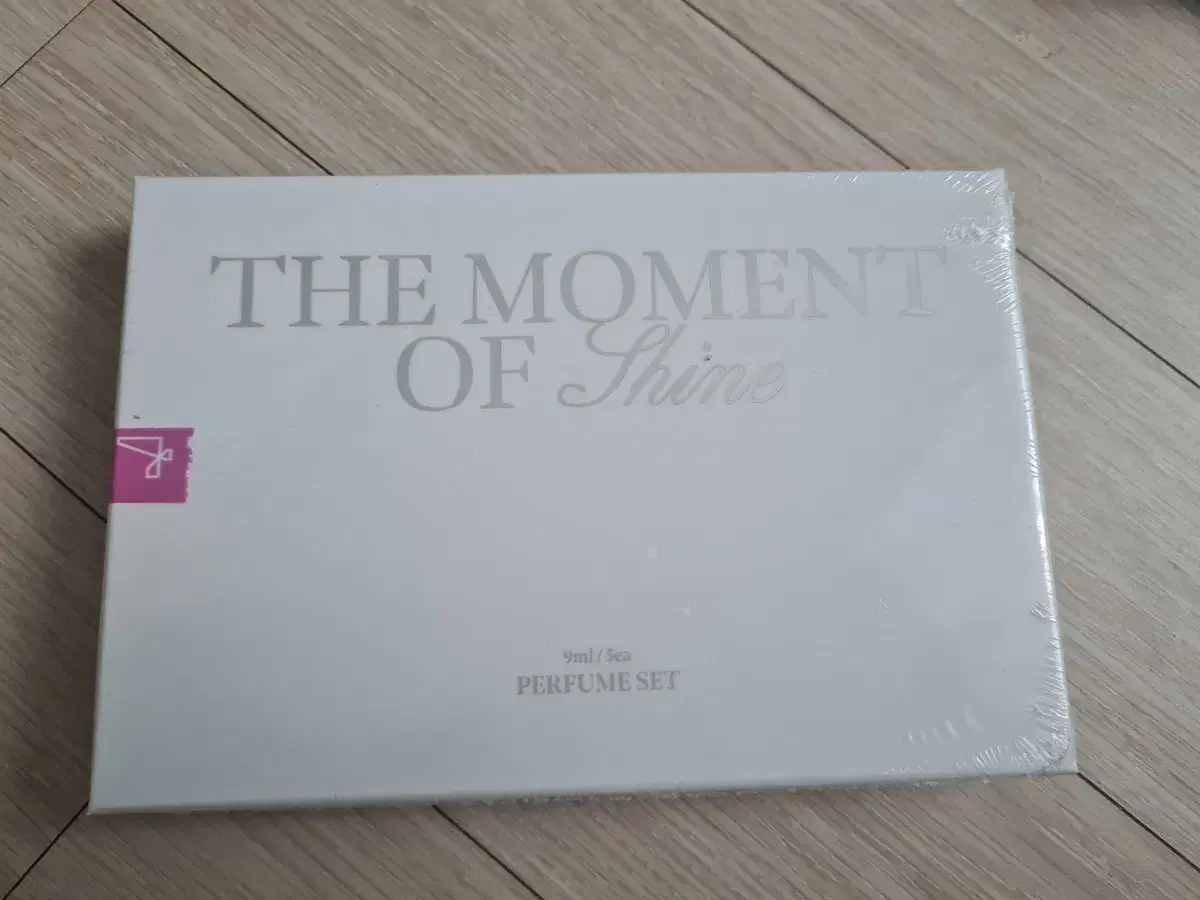 THE MOMENT
OF Shine
9ml / 5ea
PERFUME SET